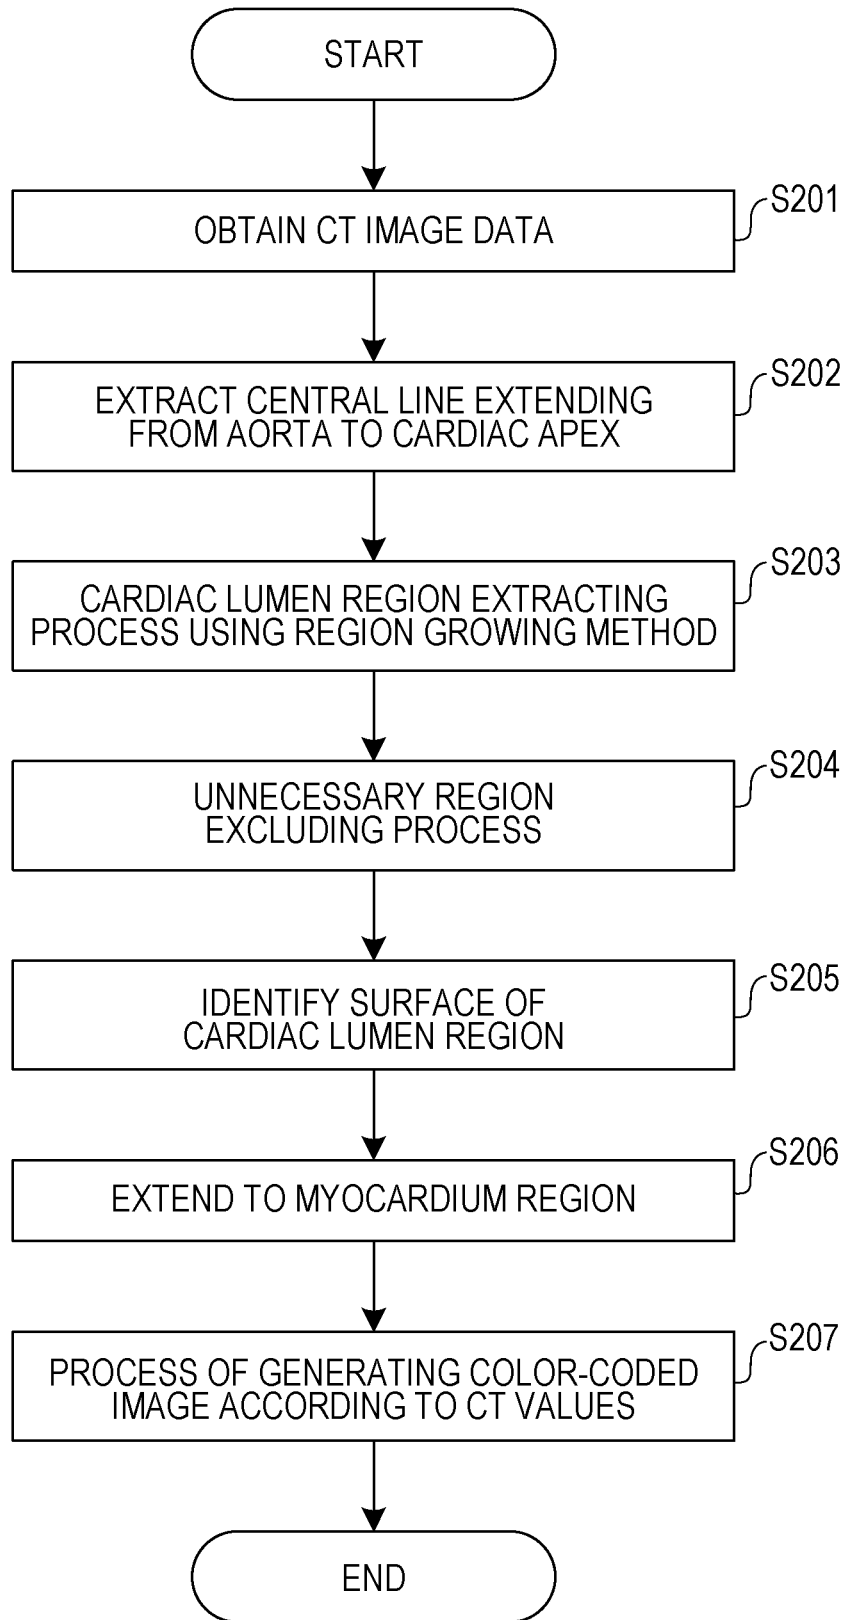 START
S201
OBTAIN CT IMAGE DATA
S202
EXTRACT CENTRAL LINE EXTENDING
FROM AORTA TO CARDIAC APEX
S203
CARDIAC LUMEN REGION EXTRACTING
PROCESS USING REGION GROWING METHOD
S204
UNNECESSARY REGION
EXCLUDING PROCESS
S205
IDENTIFY SURFACE OF
CARDIAC LUMEN REGION
S206
EXTEND TO MYOCARDIUM REGION
S207
PROCESS OF GENERATING COLOR-CODED
IMAGE ACCORDING TO CT VALUES
END